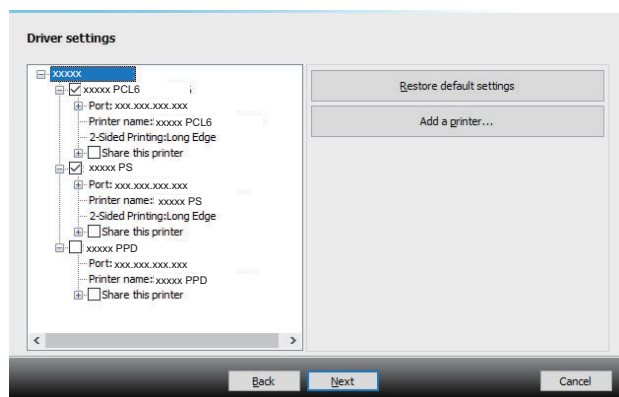 Driver settings
xxxxx
xxxxx PCL6
Port: xxx.xxx.xxx.xxx
Printer name: xxxxx PCL6
2-Sided Printing:Long Edge
Share this printer
xxxxx PS
Port: xxx.xxx.xxx.xxx
Printer name: xxxxx PS
2-Sided Printing:Long Edge
Share this printer
xxxxx PPD
Port: xxx.xxx.xxx.xxx
Printer name: xxxxx PPD
Share this printer
Restore default settings
Add a printer...
Back
Next
Cancel